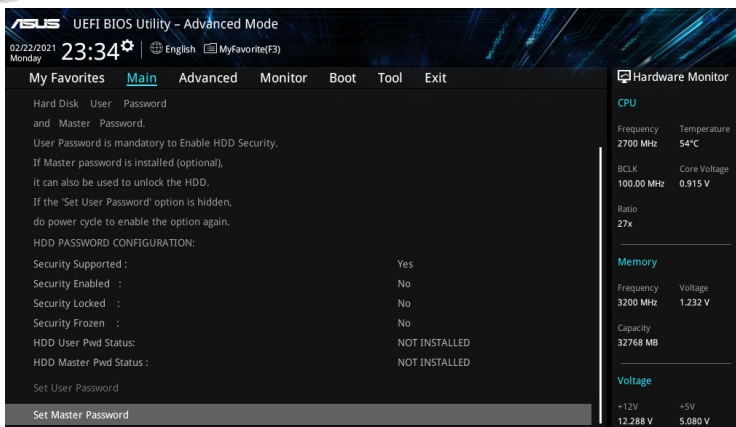 ASUS UEFI BIOS Utility – Advanced Mode
02/22/2021
Monday
23:34
English
MyFavorite(F3)
My Favorites Main Advanced Monitor Boot Tool Exit
Hard Disk User Password
and Master Password.
User Password is mandatory to Enable HDD Security.
If Master password is installed (optional),
it can also be used to unlock the HDD.
If the 'Set User Password' option is hidden,
do power cycle to enable the option again.
HDD PASSWORD CONFIGURATION:
Security Supported : Yes
Security Enabled : No
Security Locked : No
Security Frozen : No
HDD User Pwd Status: NOT INSTALLED
HDD Master Pwd Status : NOT INSTALLED
Set User Password
Set Master Password
Hardware Monitor
CPU
Frequency Temperature
2700 MHz 54°C
BCLK Core Voltage
100.00 MHz 0.915 V
Ratio
27x
Memory
Frequency Voltage
3200 MHz 1.232 V
Capacity
32768 MB
Voltage
+12V +5V
12.288 V 5.080 V